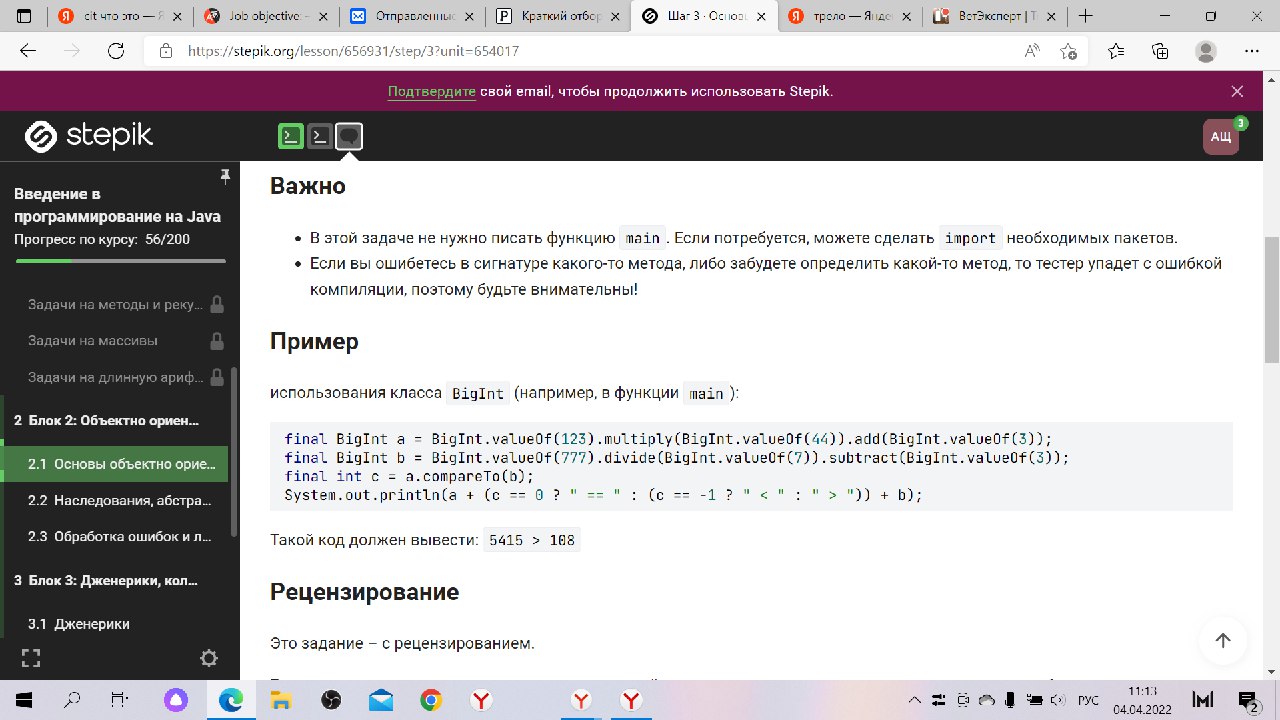 что это — Я
Job objective –
Отправленные
Краткий отбор
Шаг 3 - Основы
трело — Яндек
ВетЭксперт | Т
https://stepik.org/lesson/656931/step/3?unit=654017
Подтвердите свой email, чтобы продолжить использовать Stepik.
stepik
АЩ
3
Введение в
программирование на Java
Прогресс по курсу: 56/200
Задачи на методы и реку...
Задачи на массивы
Задачи на длинную ариф...
2 Блок 2: Объектно ориен...
2.1 Основы объектно орие...
2.2 Наследования, абстра...
2.3 Обработка ошибок и л...
3 Блок 3: Дженерики, кол...
3.1 Дженерики
Важно
В этой задаче не нужно писать функцию main. Если потребуется, можете сделать import необходимых пакетов.
Если вы ошибетесь в сигнатуре какого-то метода, либо забудете определить какой-то метод, то тестер упадет с ошибкой
компиляции, поэтому будьте внимательны!
Пример
использования класса BigInt (например, в функции main):
final BigInt a = BigInt.valueOf(123).multiply(BigInt.valueOf(44)).add(BigInt.valueOf(3));
final BigInt b = BigInt.valueOf(777).divide(BigInt.valueOf(7)).subtract(BigInt.valueOf(3));
final int c = a.compareTo(b);
System.out.println(a + (c == 0 ? " == " : (c == -1 ? " < " : " > ")) + b);
Такой код должен вывести: 5415 > 108
Рецензирование
Это задание – с рецензированием.
РУС
11:13
04.04.2022
2